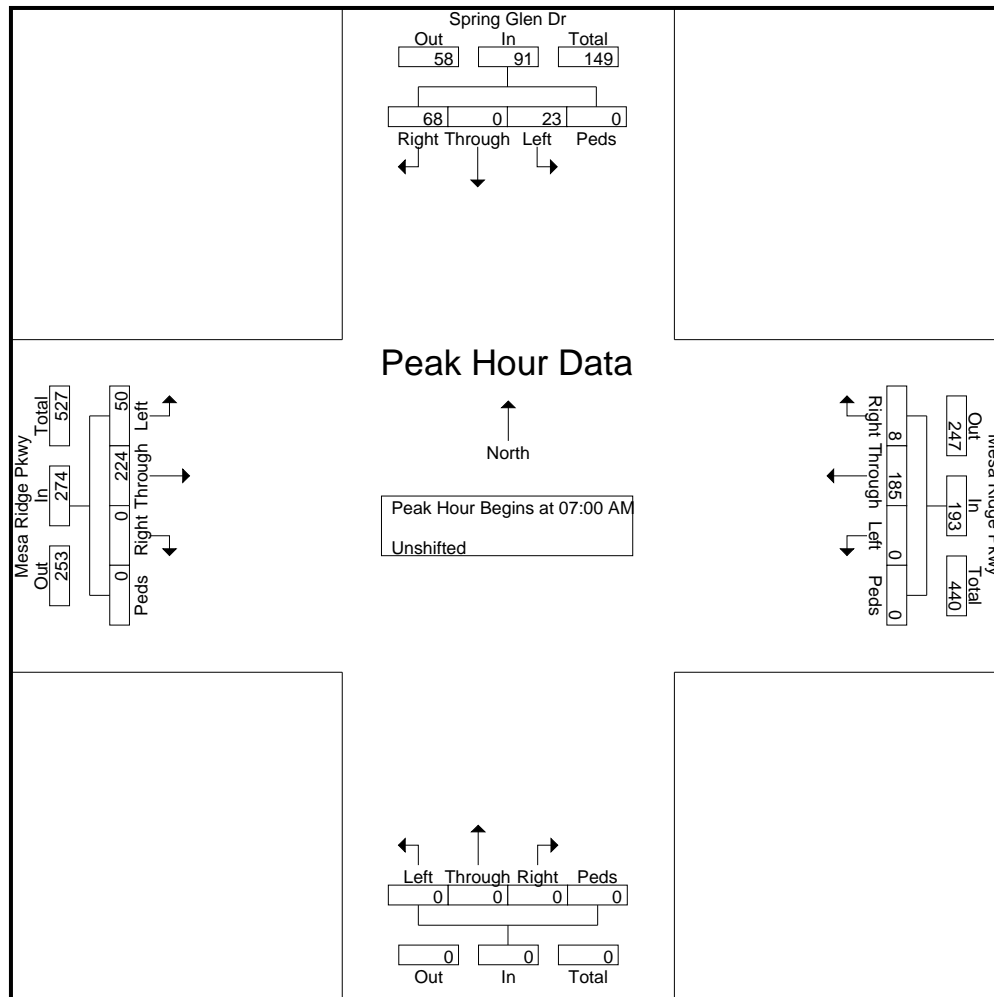 Spring Glen Dr
Out In Total
58 91 149
68 0 23 0
Right Through Left Peds
Peak Hour Data
North
Peak Hour Begins at 07:00 AM
Unshifted
Mesa Ridge Pkwy
Out In Total
253 274 527
50 224 0 0
Left Through Right Peds
Mesa Ridge Pkwy
Out In Total
247 193 440
8 185 0 0
Right Through Left Peds
Left Through Right Peds
0 0 0 0
0 0 0
Out In Total